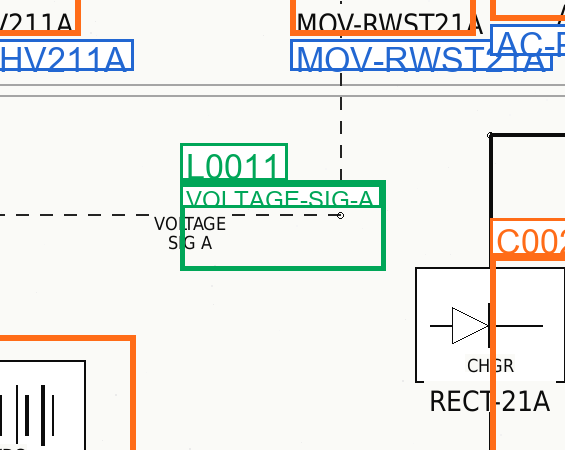 V211A
MOV-RWST21A
HV211A
MOV-RWST21A
AC-
L0011
VOLTAGE-SIG-A
VOLTAGE
SIG A
C002
CHGR
RECT-21A